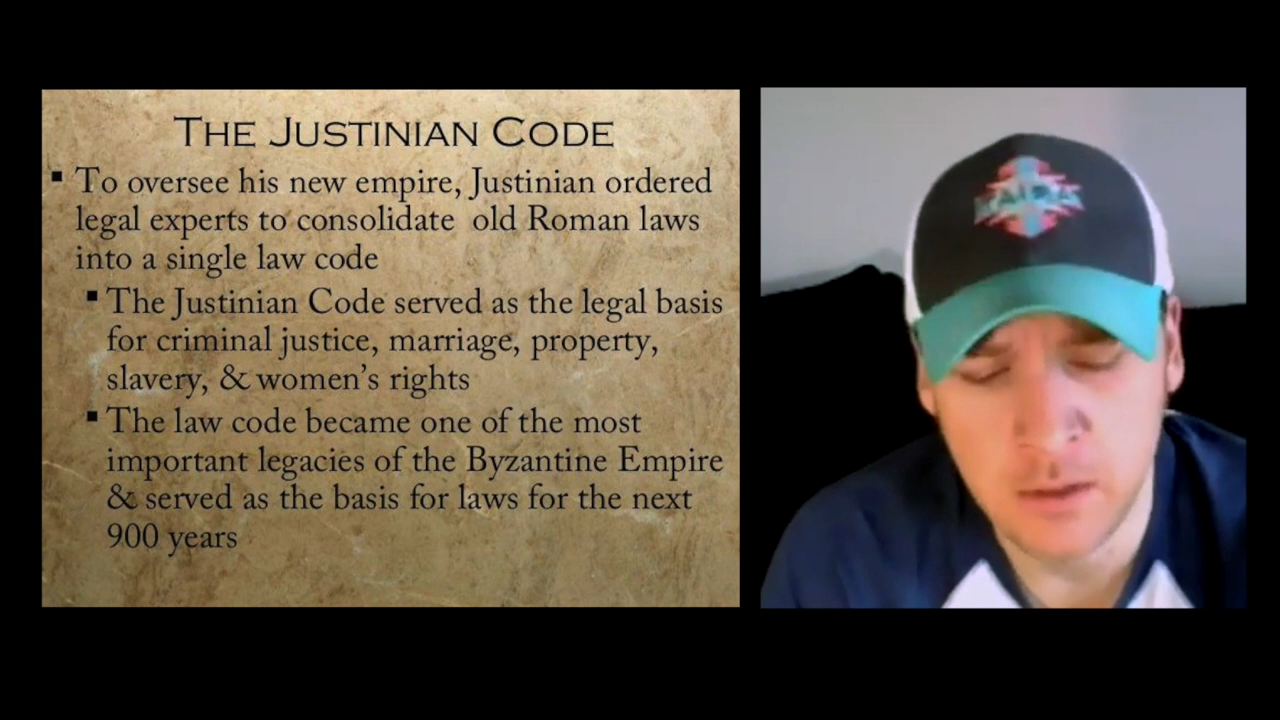 The Justinian Code
▪ To oversee his new empire, Justinian ordered
legal experts to consolidate old Roman laws
into a single law code
▪ The Justinian Code served as the legal basis
for criminal justice, marriage, property,
slavery, & women's rights
▪ The law code became one of the most
important legacies of the Byzantine Empire
& served as the basis for laws for the next
900 years